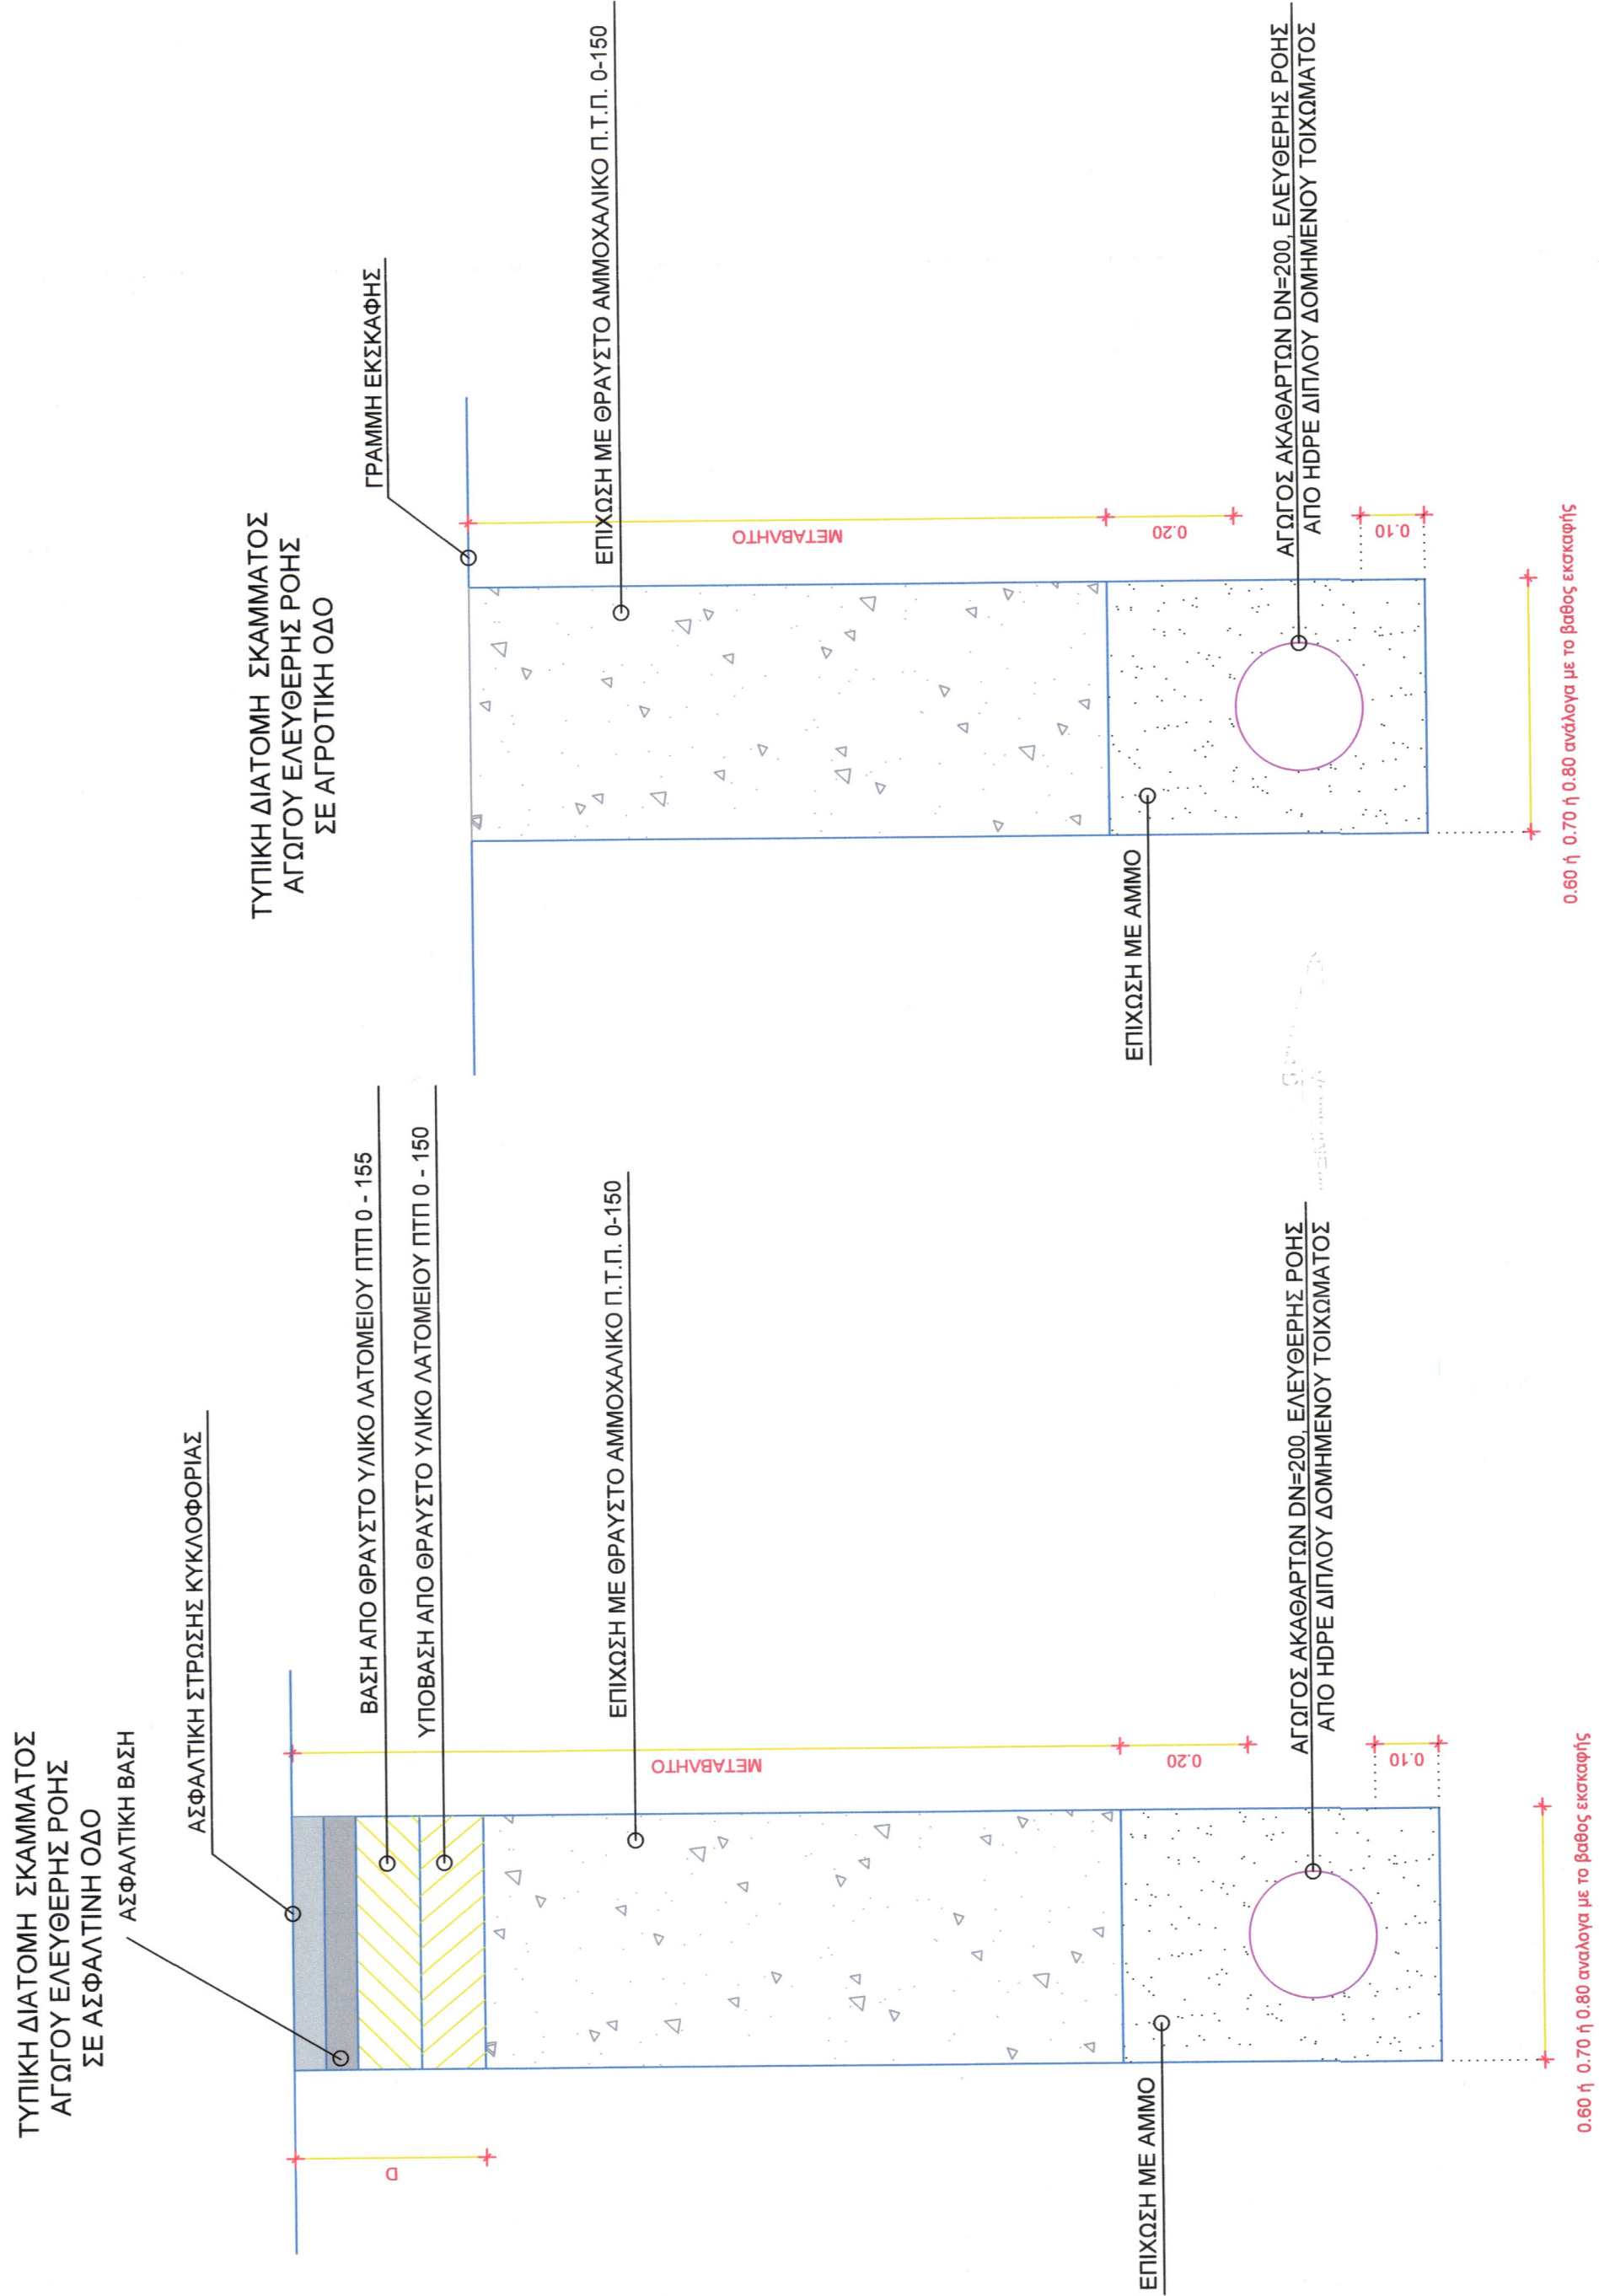 ΤΥΠΙΚΗ ΔΙΑΤΟΜΗ ΣΚΑΜΜΑΤΟΣ
ΑΓΩΓΟΥ ΕΛΕΥΘΕΡΗΣ ΡΟΗΣ
ΣΕ ΑΣΦΑΛΤΙΝΗ ΟΔΟ
ΑΣΦΑΛΤΙΚΗ ΒΑΣΗ
ΑΣΦΑΛΤΙΚΗ ΣΤΡΩΣΗΣ ΚΥΚΛΟΦΟΡΙΑΣ
ΒΑΣΗ ΑΠΟ ΘΡΑΥΣΤΟ ΥΛΙΚΟ ΛΑΤΟΜΕΙΟΥ ΠΤΠ 0 - 155
ΥΠΟΒΑΣΗ ΑΠΟ ΘΡΑΥΣΤΟ ΥΛΙΚΟ ΛΑΤΟΜΕΙΟΥ ΠΤΠ 0 - 150
D
ΕΠΙΧΩΣΗ ΜΕ ΘΡΑΥΣΤΟ ΑΜΜΟΧΑΛΙΚΟ Π.Τ.Π. 0-150
ΜΕΤΑΒΛΗΤΟ
ΕΠΙΧΩΣΗ ΜΕ ΑΜΜΟ
0.20
ΑΓΩΓΟΣ ΑΚΑΘΑΡΤΩΝ DN=200, ΕΛΕΥΘΕΡΗΣ ΡΟΗΣ
ΑΠΟ HDPE ΔΙΠΛΟΥ ΔΟΜΗΜΕΝΟΥ ΤΟΙΧΩΜΑΤΟΣ
0.10
0.60 ή 0.70 ή 0.80 αναλογα με το βαθος εκσκαφής
ΤΥΠΙΚΗ ΔΙΑΤΟΜΗ ΣΚΑΜΜΑΤΟΣ
ΑΓΩΓΟΥ ΕΛΕΥΘΕΡΗΣ ΡΟΗΣ
ΣΕ ΑΓΡΟΤΙΚΗ ΟΔΟ
ΓΡΑΜΜΗ ΕΚΣΚΑΦΗΣ
ΕΠΙΧΩΣΗ ΜΕ ΘΡΑΥΣΤΟ ΑΜΜΟΧΑΛΙΚΟ Π.Τ.Π. 0-150
ΜΕΤΑΒΛΗΤΟ
ΕΠΙΧΩΣΗ ΜΕ ΑΜΜΟ
0.20
ΑΓΩΓΟΣ ΑΚΑΘΑΡΤΩΝ DN=200, ΕΛΕΥΘΕΡΗΣ ΡΟΗΣ
ΑΠΟ HDPE ΔΙΠΛΟΥ ΔΟΜΗΜΕΝΟΥ ΤΟΙΧΩΜΑΤΟΣ
0.10
0.60 ή 0.70 ή 0.80 ανάλογα με το βαθος εκσκαφής